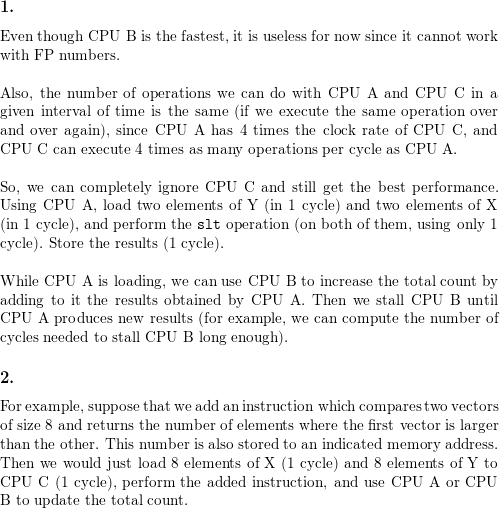 1.
Even though CPU B is the fastest, it is useless for now since it cannot work
with FP numbers.
Also, the number of operations we can do with CPU A and CPU C in a
given interval of time is the same (if we execute the same operation over
and over again), since CPU A has 4 times the clock rate of CPU C, and
CPU C can execute 4 times as many operations per cycle as CPU A.
So, we can completely ignore CPU C and still get the best performance.
Using CPU A, load two elements of Y (in 1 cycle) and two elements of X
(in 1 cycle), and perform the slt operation (on both of them, using only 1
cycle). Store the results (1 cycle).
While CPU A is loading, we can use CPU B to increase the total count by
adding to it the results obtained by CPU A. Then we stall CPU B until
CPU A produces new results (for example, we can compute the number of
cycles needed to stall CPU B long enough).
2.
For example, suppose that we add an instruction which compares two vectors
of size 8 and returns the number of elements where the first vector is larger
than the other. This number is also stored to an indicated memory address.
Then we would just load 8 elements of X (1 cycle) and 8 elements of Y to
CPU C (1 cycle), perform the added instruction, and use CPU A or CPU
B to update the total count.